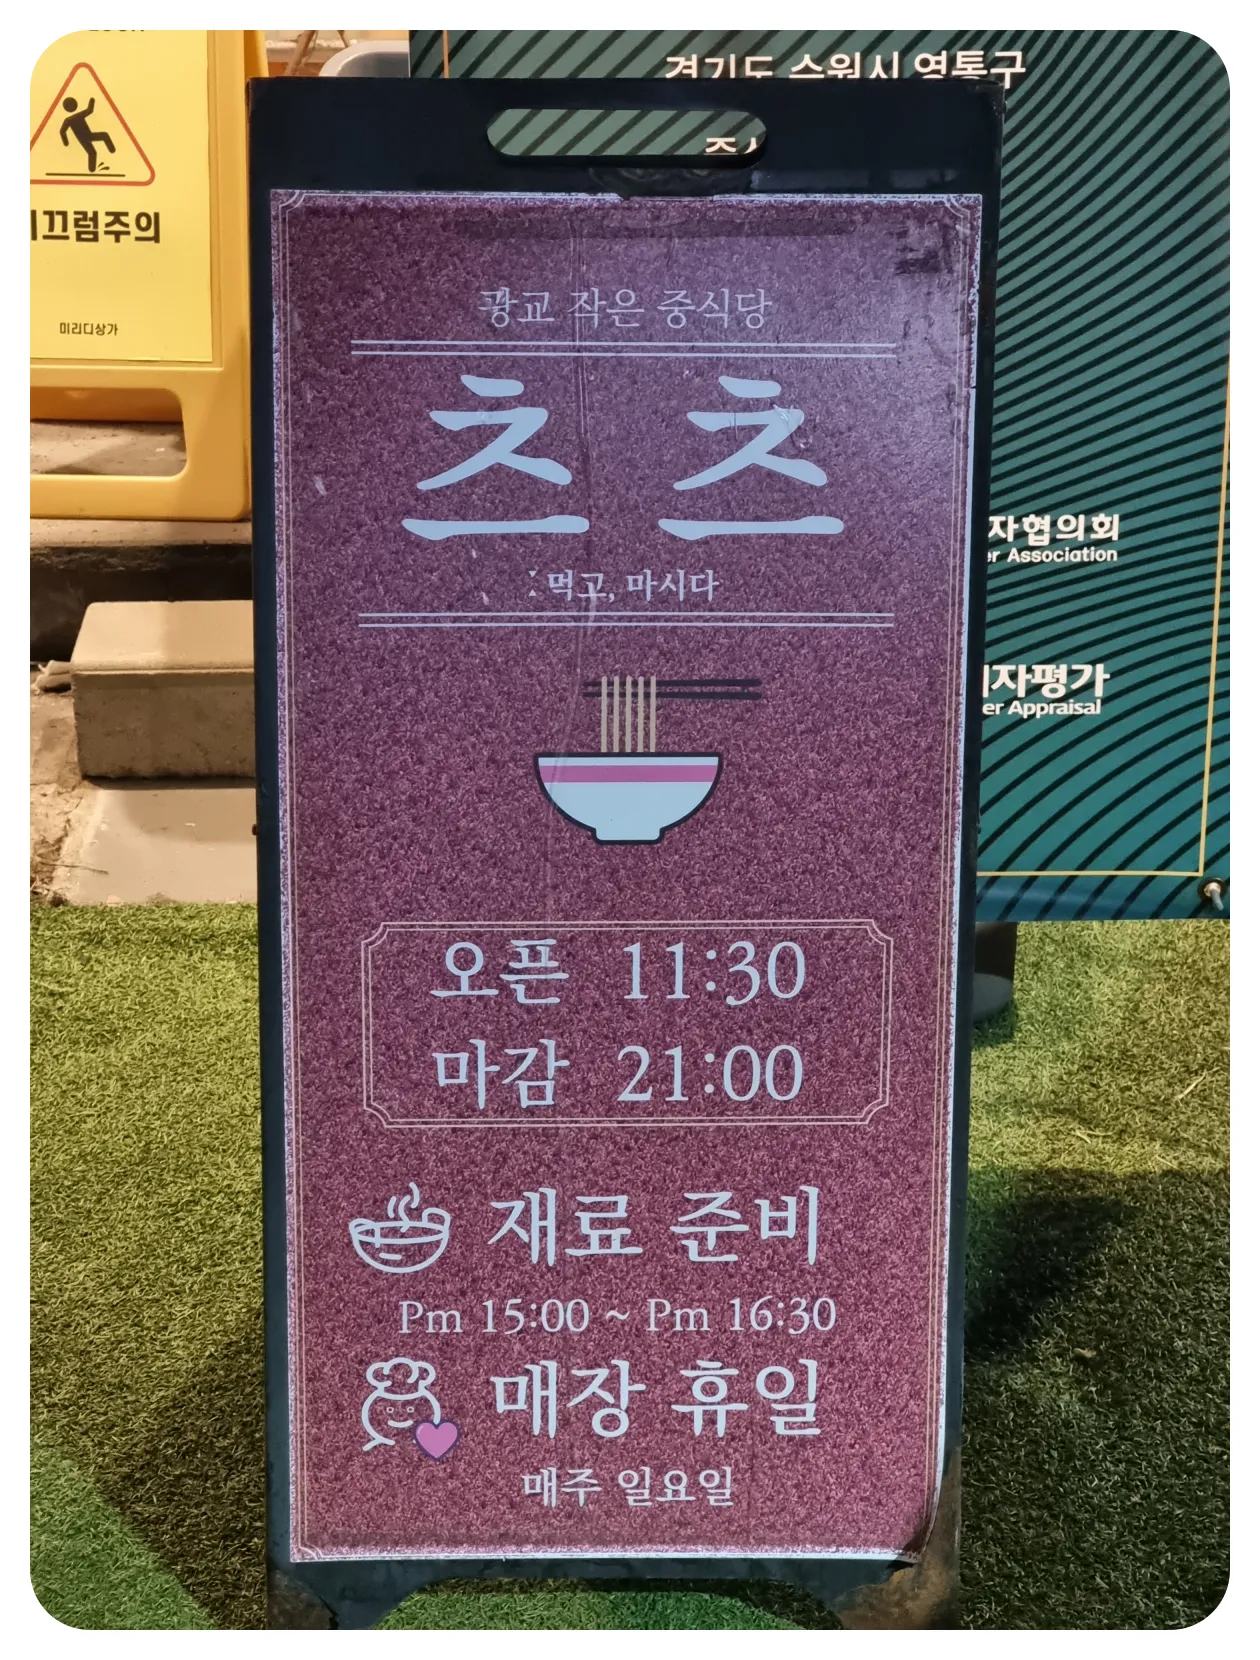 경기도 수원시 영통구
미끄럼주의
미리디상가
광교 작은 중식당
츠 츠
: 먹고, 마시다
자협의회
er Association
자평가
er Appraisal
오픈 11:30
마감 21:00
재료 준비
Pm 15:00 ~ Pm 16:30
매장 휴일
매주 일요일